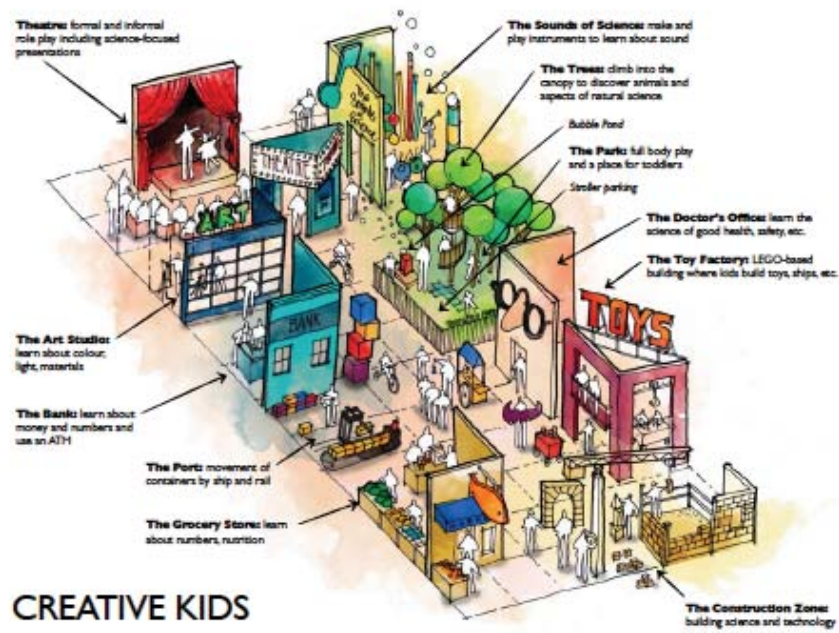 Theatre: formal and informal
role play including science-focused
presentations
The Sounds of Science: make and
play instruments to learn about sound
The Trees: climb into the
canopy to discover animals and
aspects of natural science
Bubble Pond
The Park: full body play
and a place for toddlers
Stroller parking
The Doctor's Office: learn the
science of good health, safety, etc.
The Toy Factory: LEGO-based
building where kids build toys, ships, etc.
The Sounds of Science
THEATRE
ART
BANK
TOYS
The Art Studio:
learn about colour,
light, materials
The Bank: learn about
money and numbers and
use an ATM
The Port: movement of
containers by ship and rail
The Grocery Store: learn
about numbers, nutrition
CREATIVE KIDS
The Construction Zone:
building science and technology